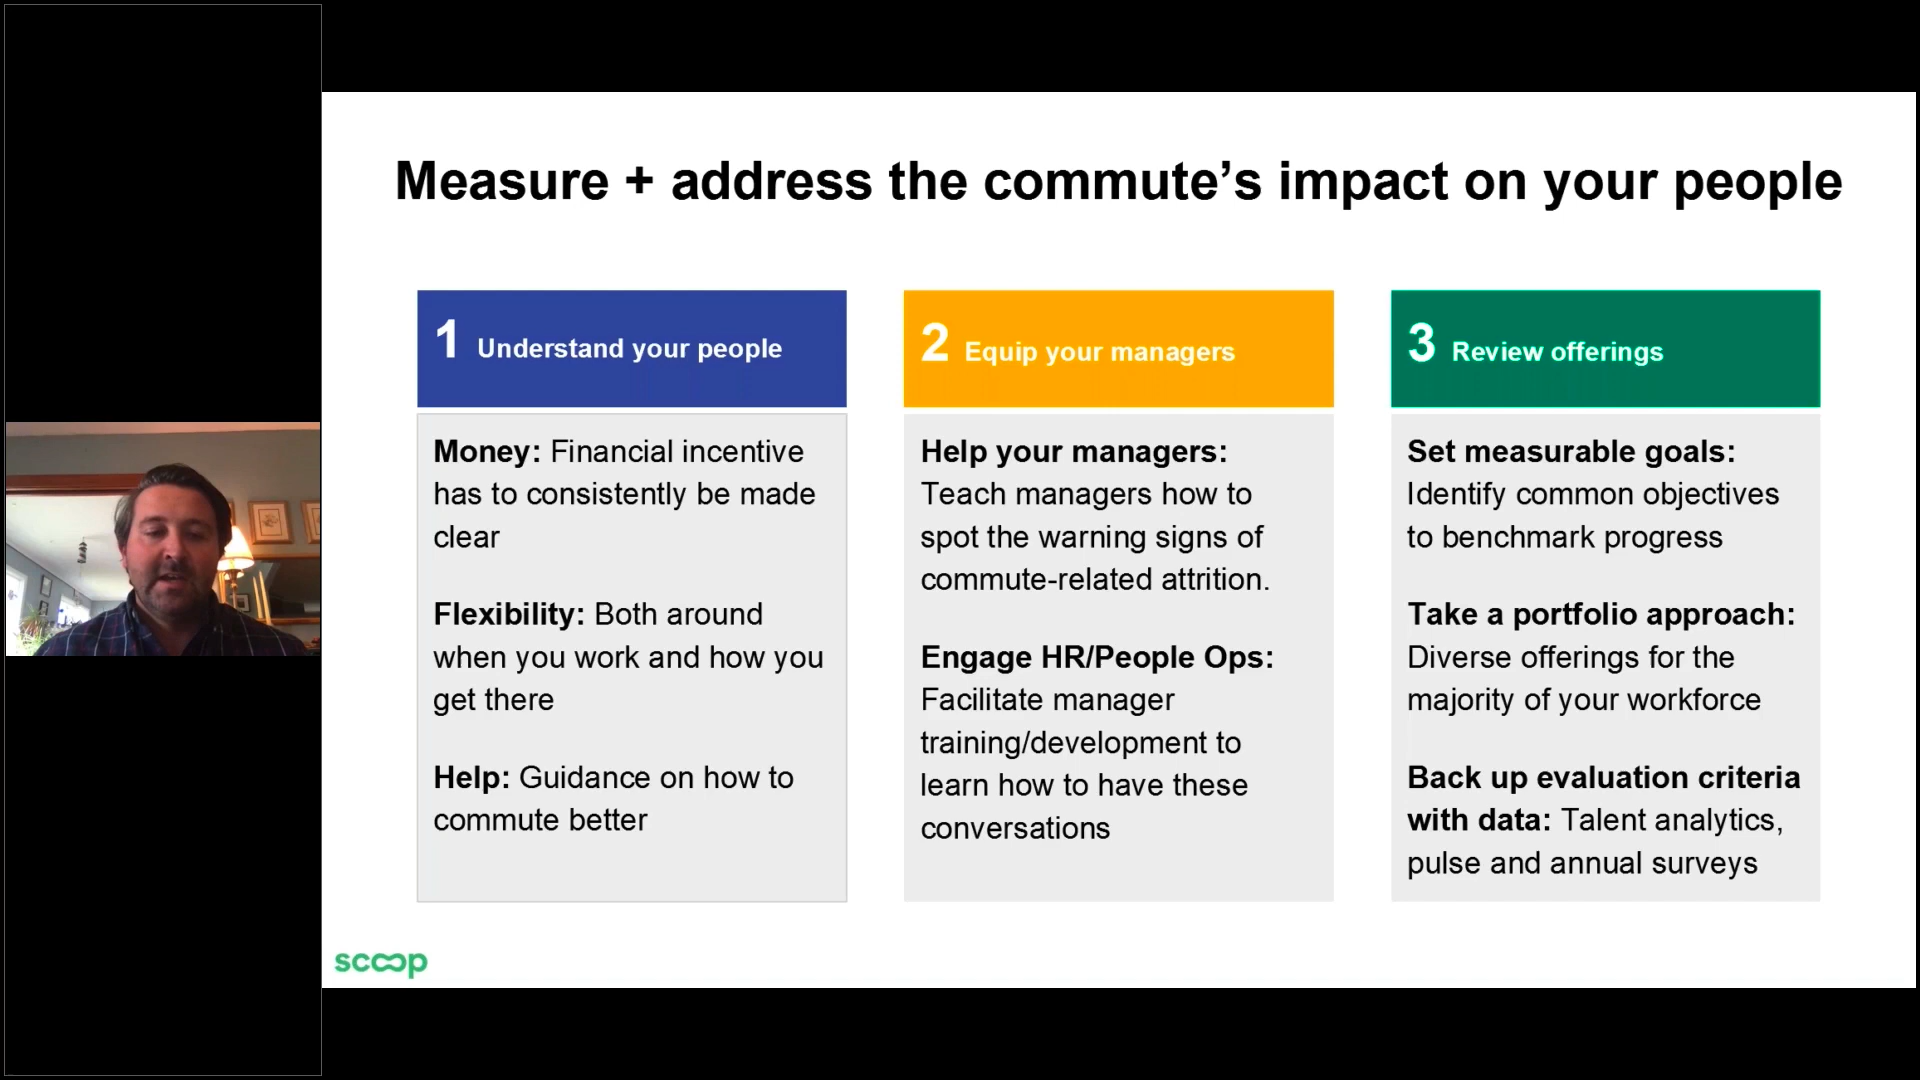 Measure + address the commute’s impact on your people
1 Understand your people
Money: Financial incentive
has to consistently be made
clear
Flexibility: Both around
when you work and how you
get there
Help: Guidance on how to
commute better
2 Equip your managers
Help your managers:
Teach managers how to
spot the warning signs of
commute-related attrition.
Engage HR/People Ops:
Facilitate manager
training/development to
learn how to have these
conversations
3 Review offerings
Set measurable goals:
Identify common objectives
to benchmark progress
Take a portfolio approach:
Diverse offerings for the
majority of your workforce
Back up evaluation criteria
with data: Talent analytics,
pulse and annual surveys
scoop